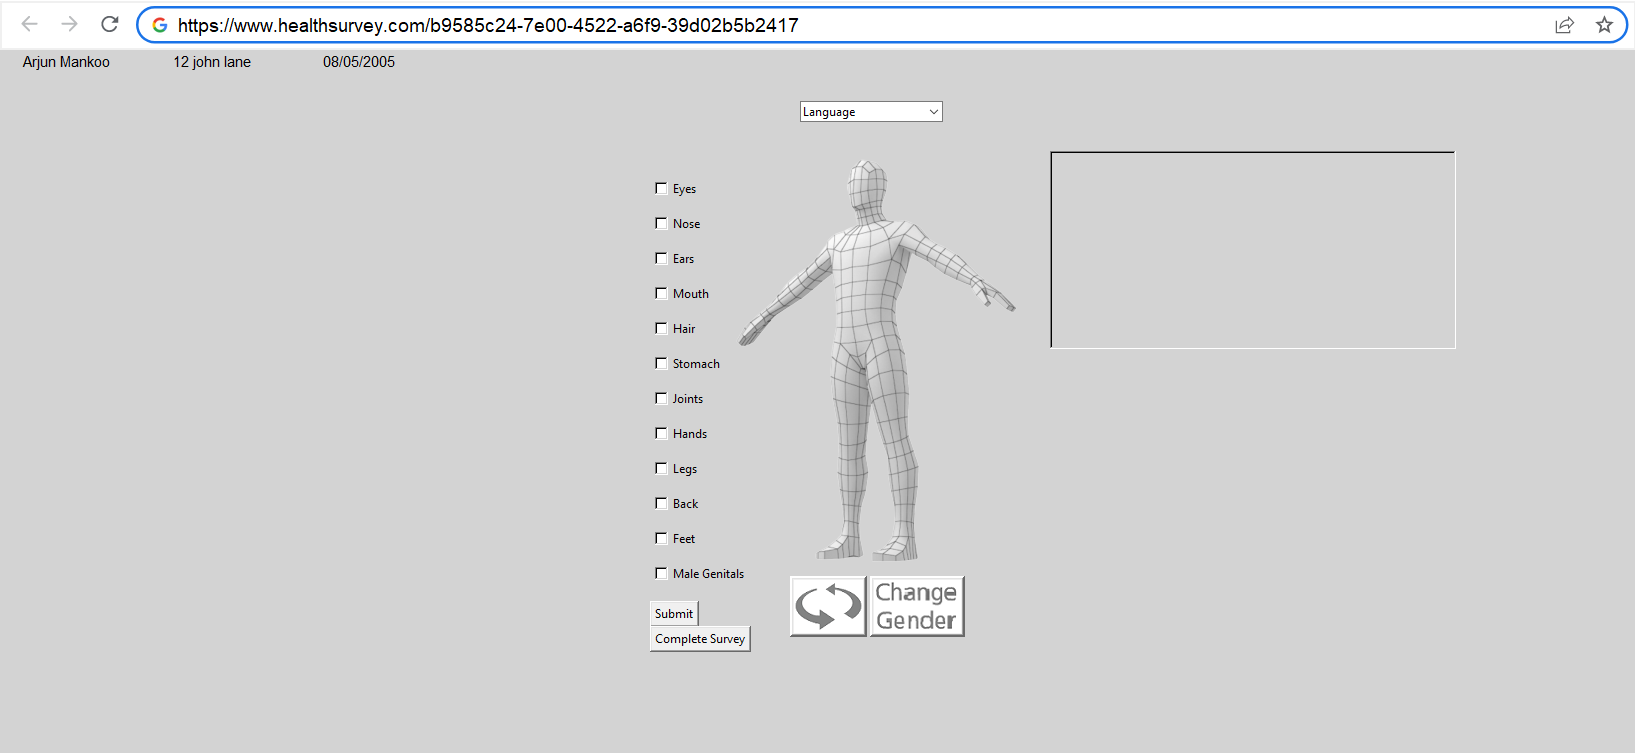 https://www.healthsurvey.com/b9585c24-7e00-4522-a6f9-39d02b5b2417
Arjun Mankoo 12 john lane 08/05/2005
Language
Eyes
Nose
Ears
Mouth
Hair
Stomach
Joints
Hands
Legs
Back
Feet
Male Genitals
Submit
Complete Survey
Change
Gender